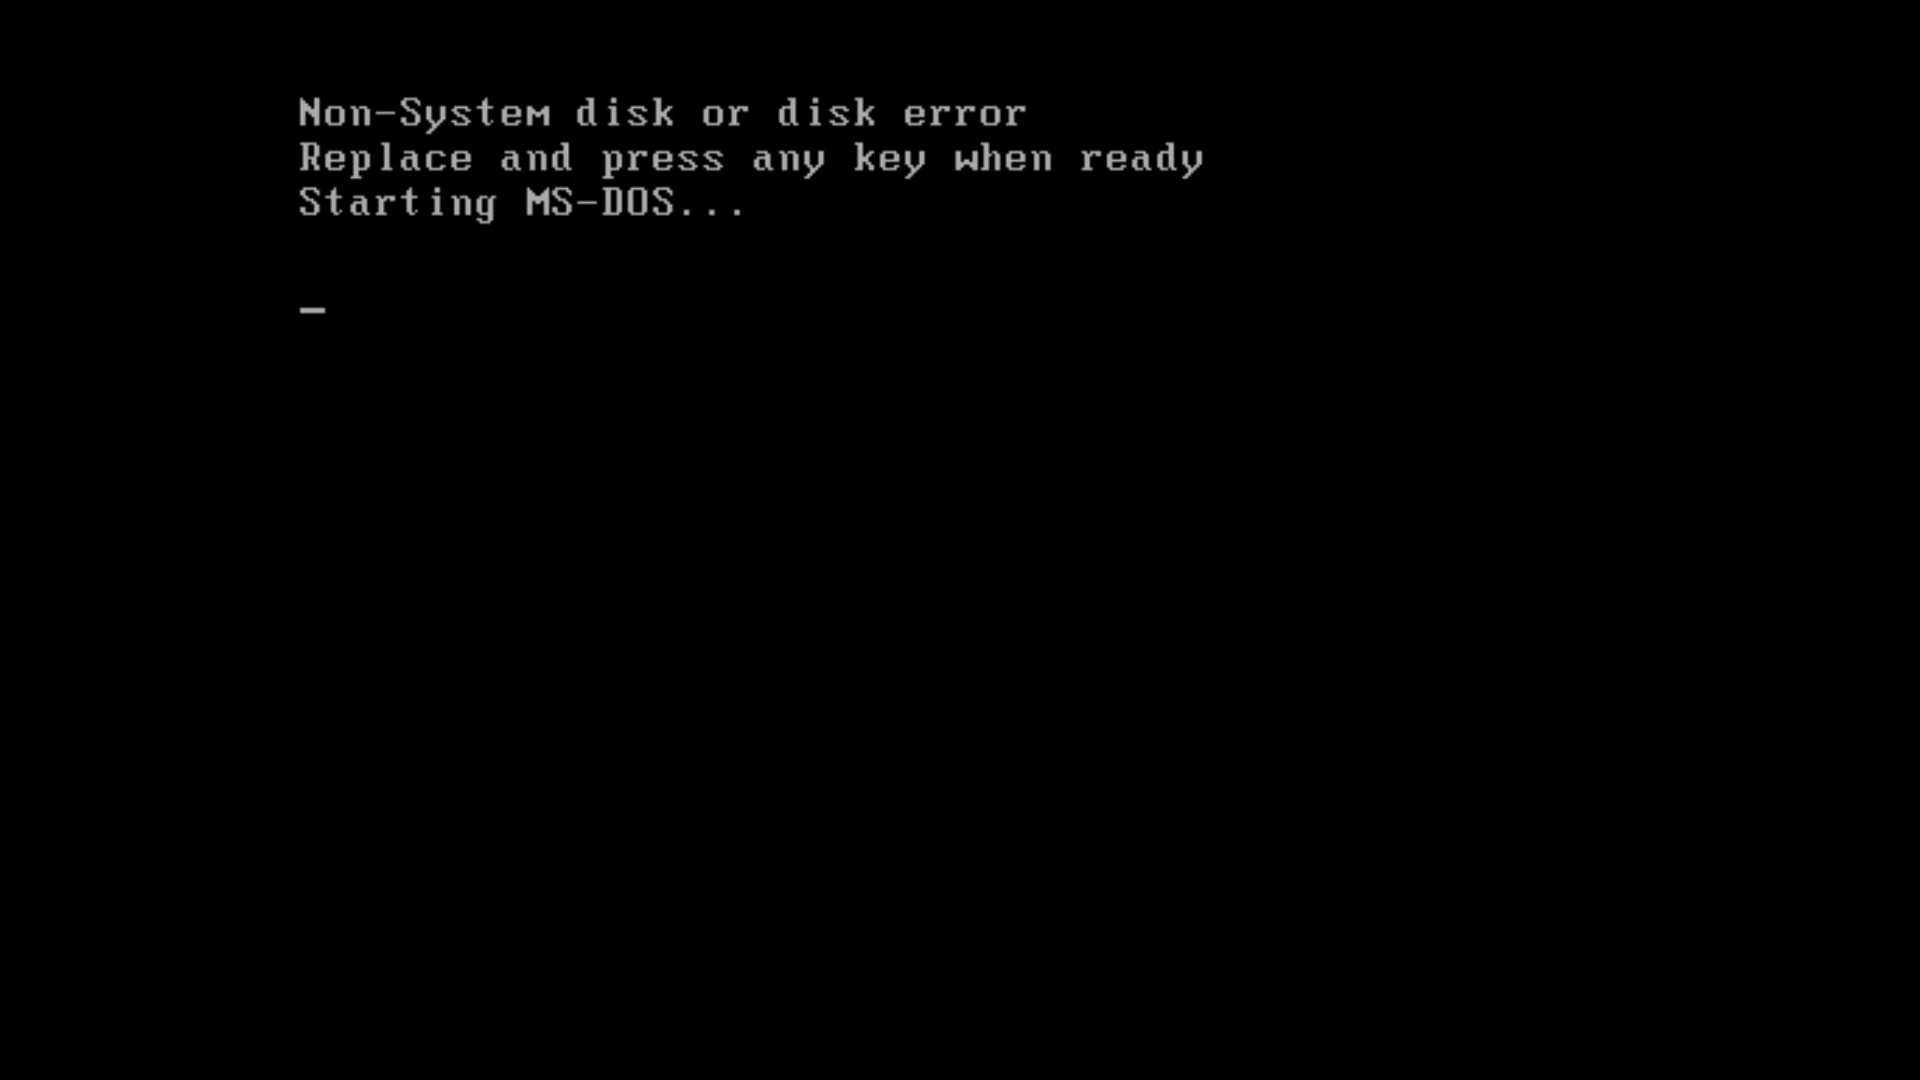 Non-System disk or disk error
Replace and press any key when ready
Starting MS-DOS...